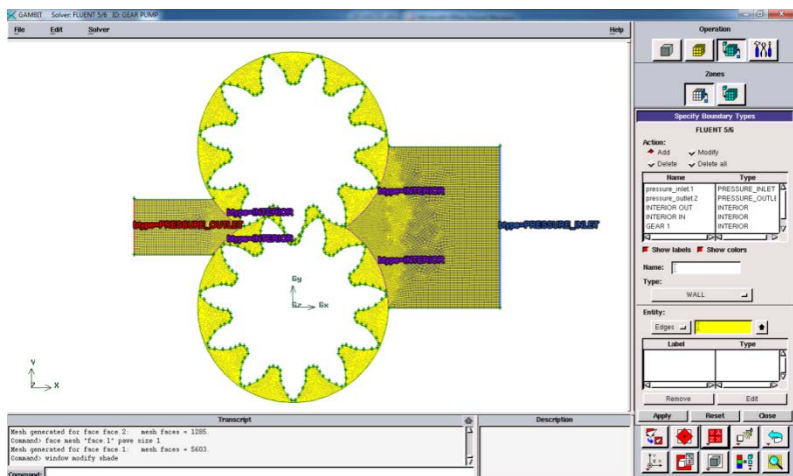 GAMBIT Solver: FLUENT 5/6 ID: GEAR PUMP
File Edit Solver Help
Operation
Zones
Specify Boundary Types
FLUENT 5/6
Action:
Add Modify
Delete Delete all
Name Type
pressure_inlet.1 PRESSURE_INLET
pressure_outlet.2 PRESSURE_OUTLE
INTERIOR OUT INTERIOR
INTERIOR IN INTERIOR
GEAR 1 INTERIOR
Show labels Show colors
Name:
Type:
WALL
Entity:
Edges
Label Type
Remove Edit
Apply Reset Close
btype=INTERIOR
btype=INTERIOR
btype=PRESSURE_OUTLET
btype=PRESSURE_INLET
btype=INTERIOR
btype=INTERIOR
Gy
Gz Gx
Y
Z X
Transcript Description
Mesh generated for face face.2: mesh faces = 1285.
Command> face mesh "face.1" pave size 1
Mesh generated for face face.1: mesh faces = 5603.
Command> window modify shade
Command: